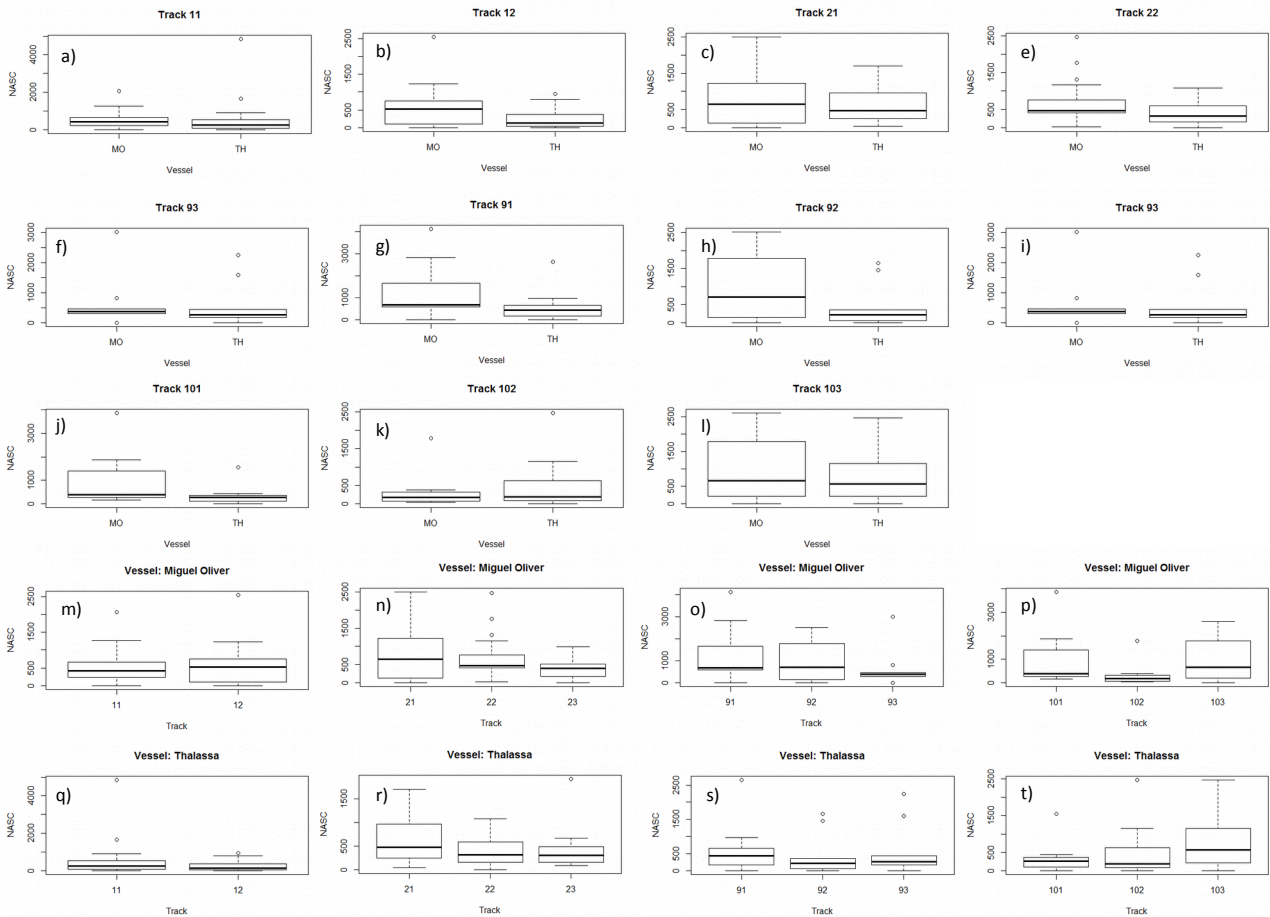 Track 11
a)
NASC
0 2000 4000
MO TH
Vessel
Track 12
b)
NASC
0 500 1500 2500
MO TH
Vessel
Track 21
c)
NASC
0 500 1500 2500
MO TH
Vessel
Track 22
e)
NASC
0 500 1500 2500
MO TH
Vessel
Track 93
f)
NASC
0 1000 2000 3000
MO TH
Vessel
Track 91
g)
NASC
0 1000 3000
MO TH
Vessel
Track 92
h)
NASC
0 500 1500 2500
MO TH
Vessel
Track 93
i)
NASC
0 1000 2000 3000
MO TH
Vessel
Track 101
j)
NASC
0 1000 3000
MO TH
Vessel
Track 102
k)
NASC
0 500 1500 2500
MO TH
Vessel
Track 103
l)
NASC
0 500 1500 2500
MO TH
Vessel
Vessel: Miguel Oliver
m)
NASC
0 500 1500 2500
11 12
Track
Vessel: Miguel Oliver
n)
NASC
0 500 1500 2500
21 22 23
Track
Vessel: Miguel Oliver
o)
NASC
0 1000 3000
91 92 93
Track
Vessel: Miguel Oliver
p)
NASC
0 1000 3000
101 102 103
Track
Vessel: Thalassa
q)
NASC
0 2000 4000
11 12
Track
Vessel: Thalassa
r)
NASC
0 500 1500
21 22 23
Track
Vessel: Thalassa
s)
NASC
0 500 1500 2500
91 92 93
Track
Vessel: Thalassa
t)
NASC
0 500 1500 2500
101 102 103
Track